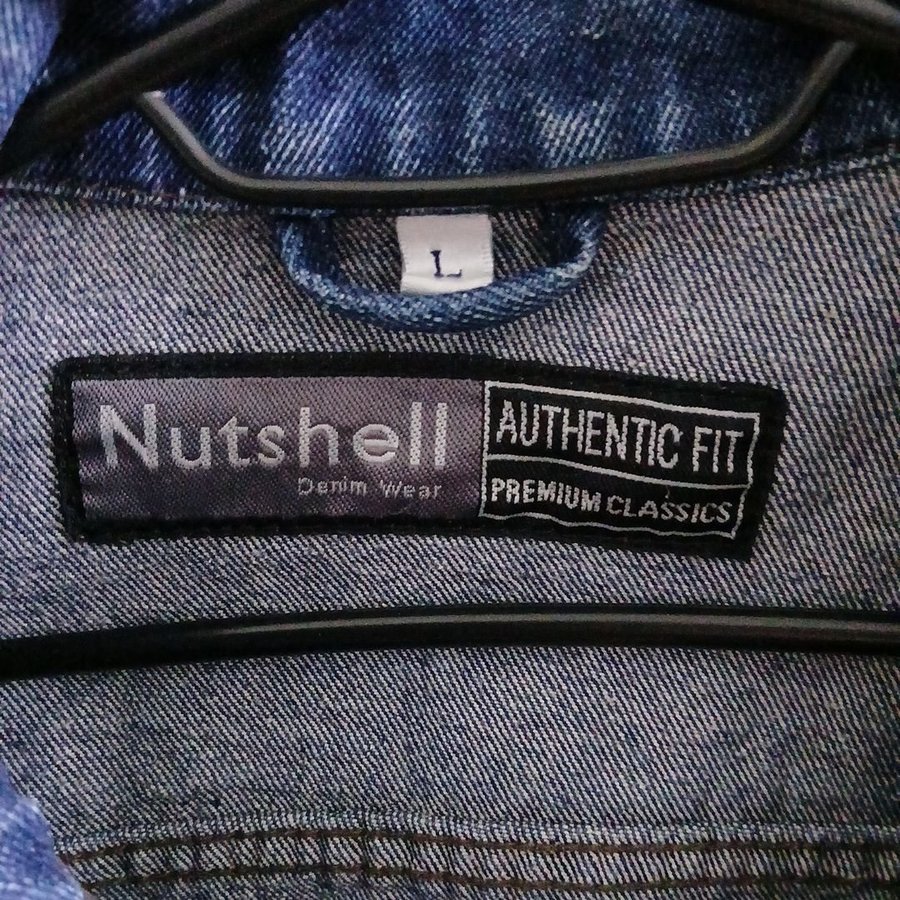 L
Nutshell
Denim Wear
AUTHENTIC FIT
PREMIUM CLASSICS